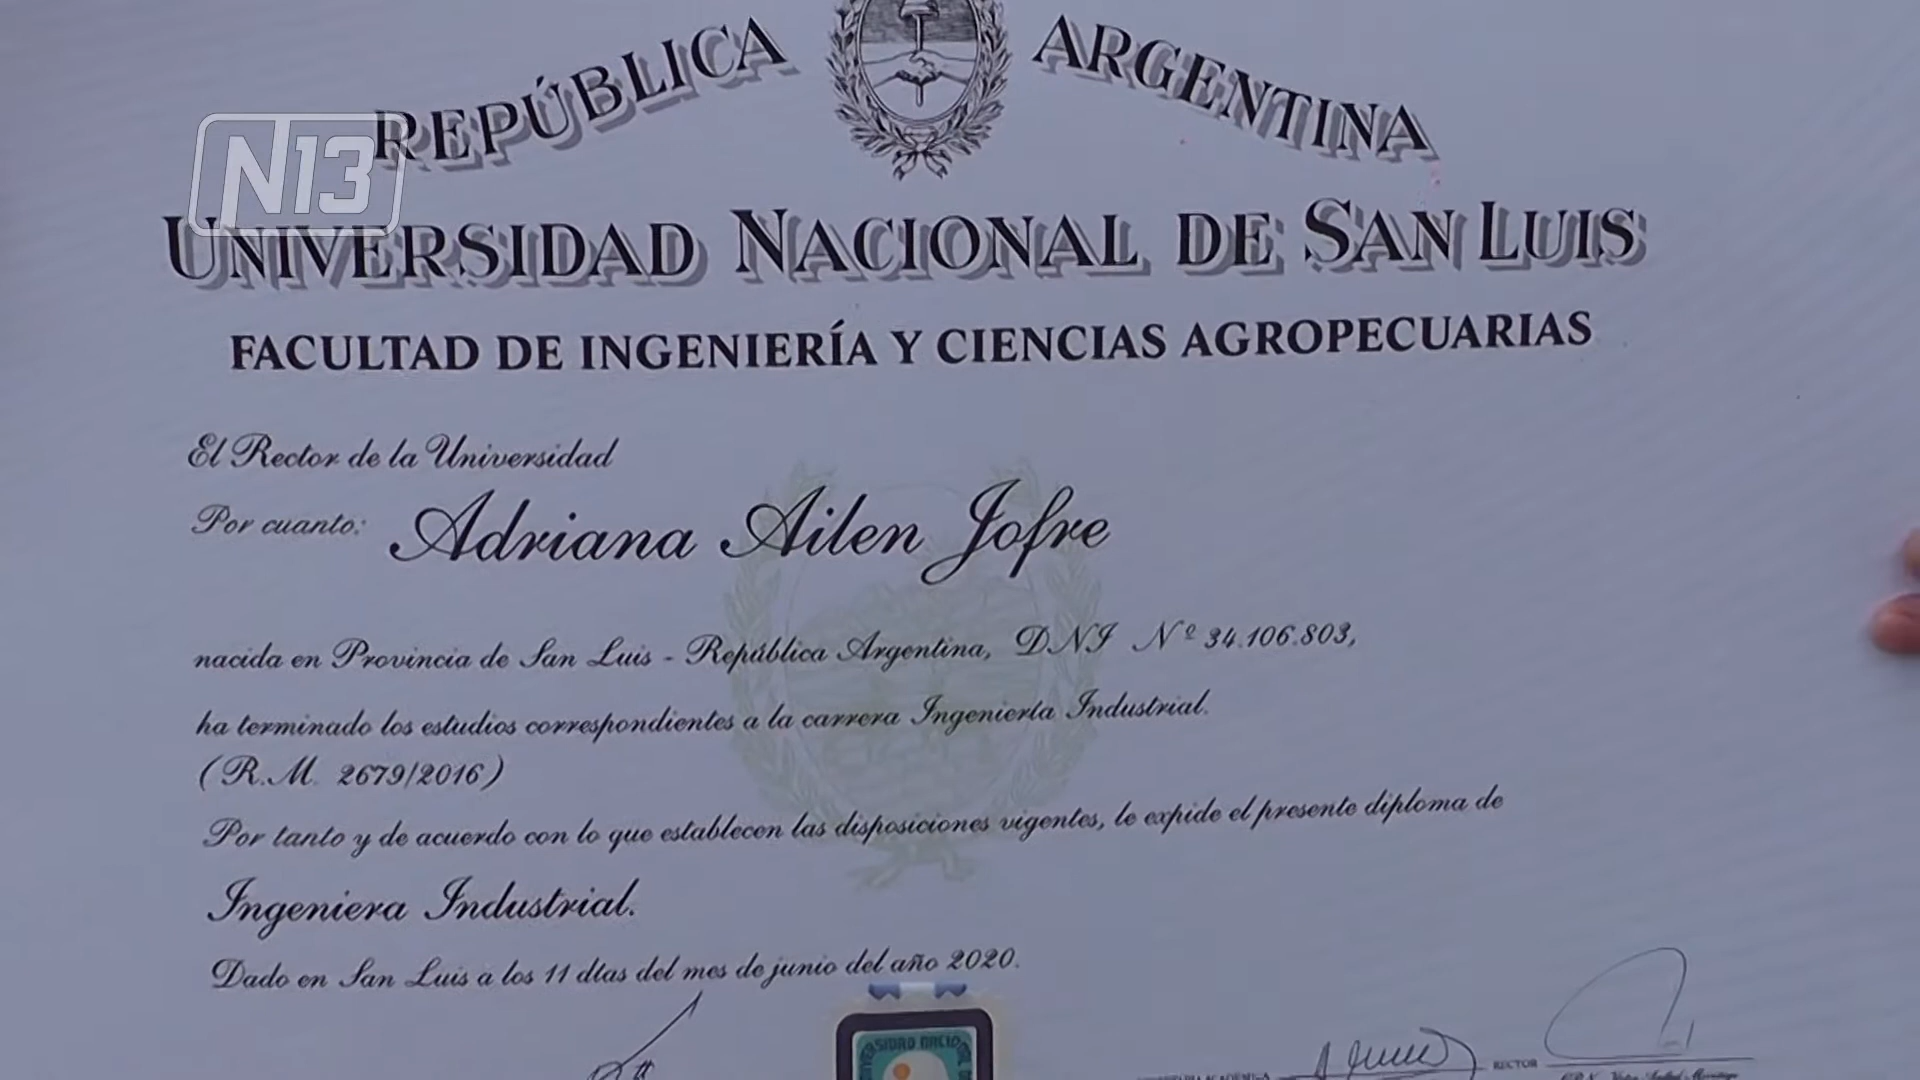 REPÚBLICA ARGENTINA
N13
UNIVERSIDAD NACIONAL DE SAN LUIS
FACULTAD DE INGENIERÍA Y CIENCIAS AGROPECUARIAS
El Rector de la Universidad
Por cuanto: Adriana Ailen Jofre
nacida en Provincia de San Luis - República Argentina, DNI Nº 34.106.803,
ha terminado los estudios correspondientes a la carrera Ingeniería Industrial.
(R.M. 2679/2016)
Por tanto y de acuerdo con lo que establecen las disposiciones vigentes, le expide el presente diploma de
Ingeniera Industrial.
Dado en San Luis a los 11 días del mes de junio del año 2020.
RECTOR